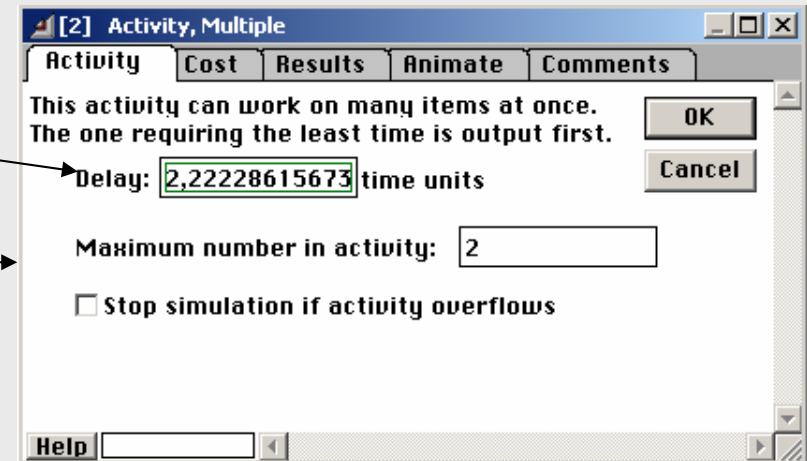 [2] Activity, Multiple
Activity Cost Results Animate Comments
This activity can work on many items at once.
The one requiring the least time is output first.
OK
Cancel
Delay: 2,22228615673 time units
Maximum number in activity: 2
Stop simulation if activity overflows
Help